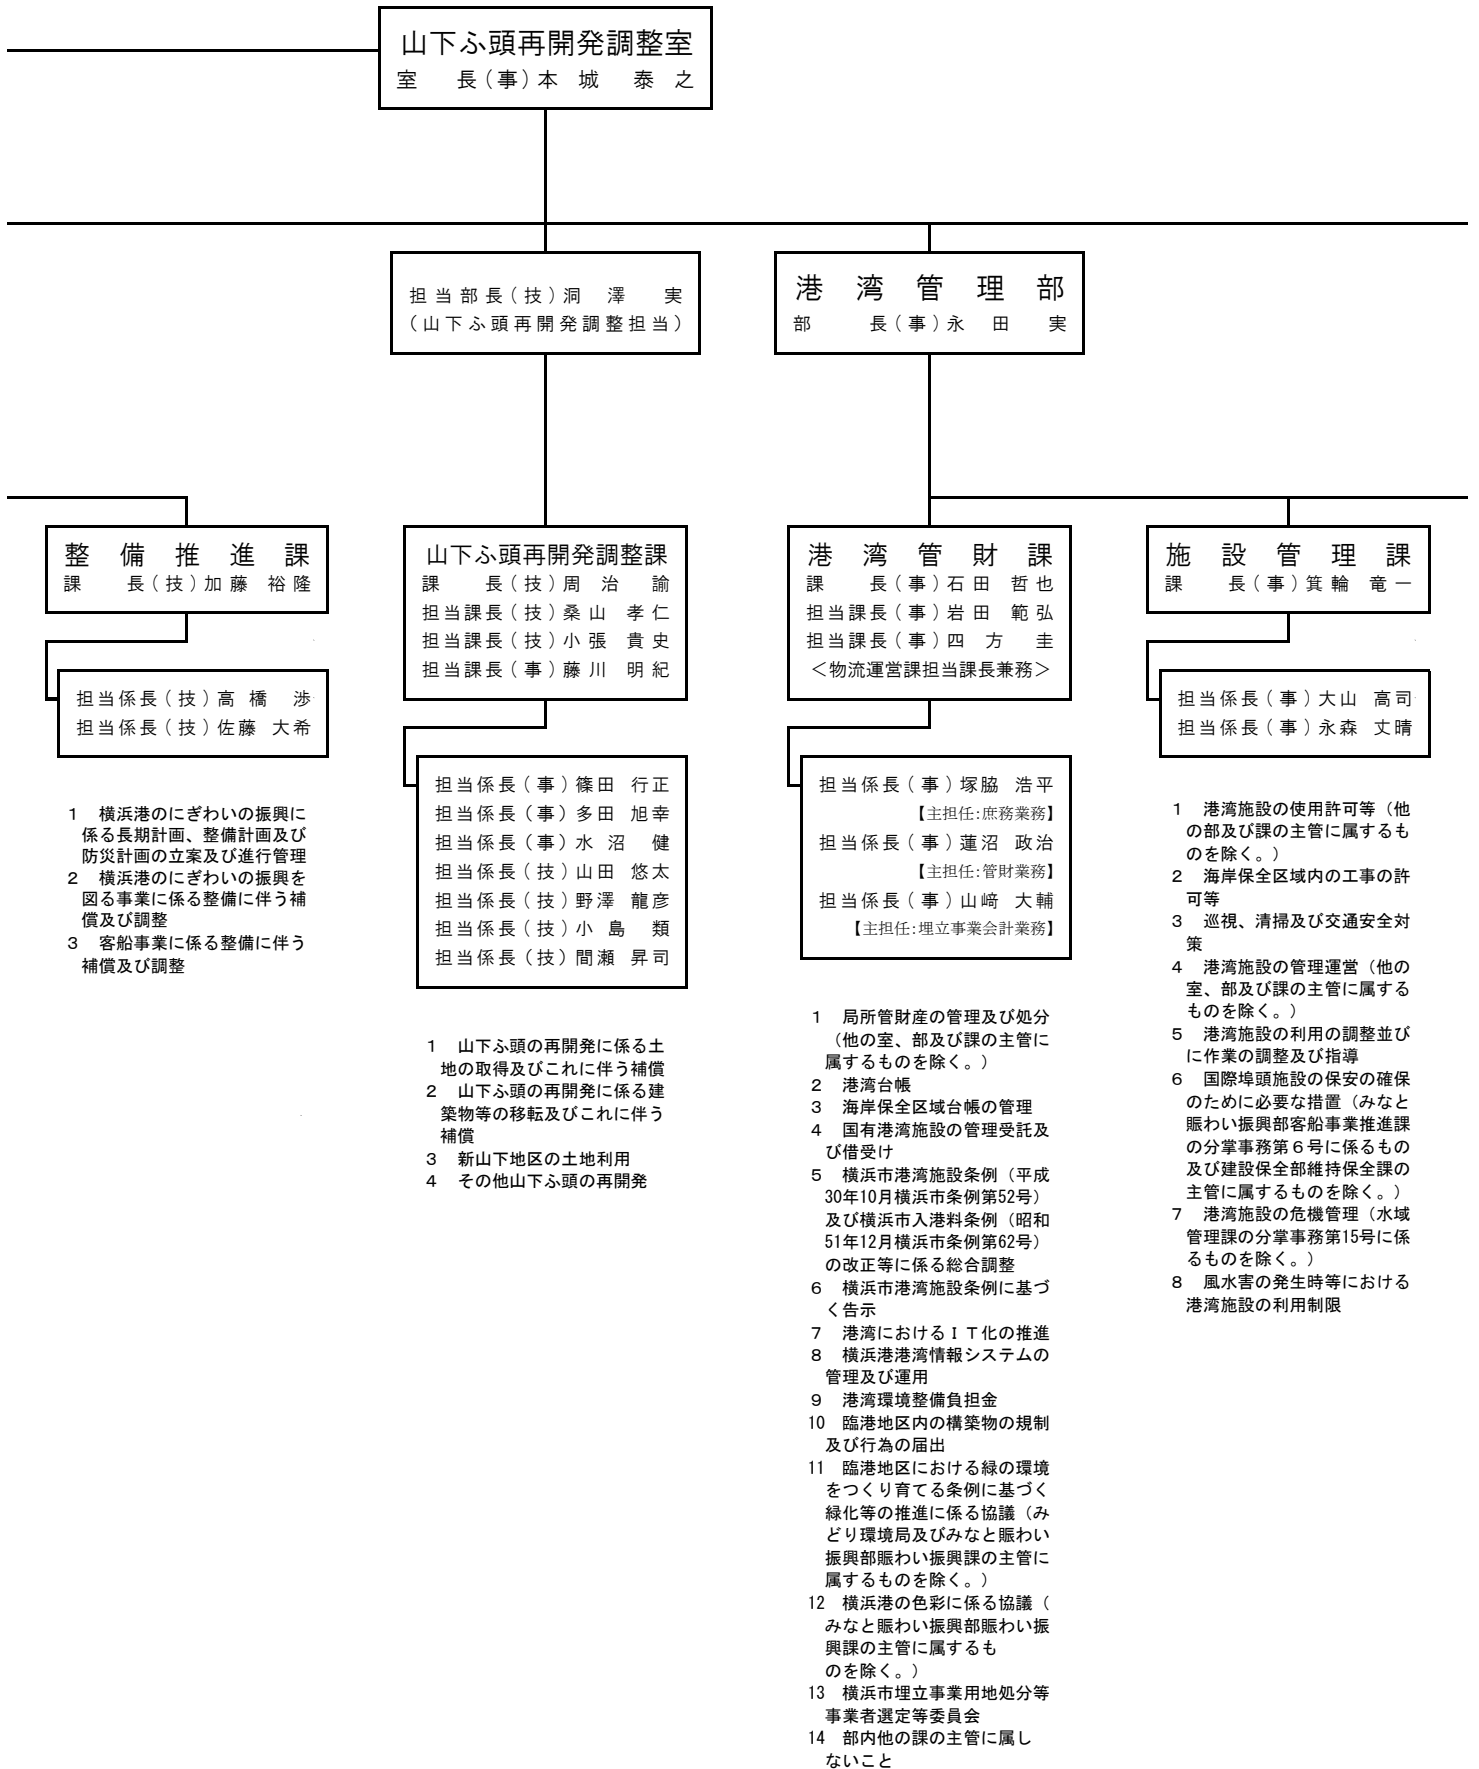 山下ふ頭再開発調整室
室　長（事）本　城　泰　之
担当部長（技）洞　澤　実
（山下ふ頭再開発調整担当）
港　湾　管　理　部
部　長（事）永　田　実
整　備　推　進　課
課　長（技）加藤　裕隆
担当係長（技）高　橋　渉
担当係長（技）佐藤　大希
1　横浜港のにぎわいの振興に
係る長期計画、整備計画及び
防災計画の立案及び進行管理
2　横浜港のにぎわいの振興を
図る事業に係る整備に伴う補
償及び調整
3　客船事業に係る整備に伴う
補償及び調整
山下ふ頭再開発調整課
課　長（技）周　治　諭
担当課長（技）桑山　孝仁
担当課長（技）小張　貴史
担当課長（事）藤川　明紀
担当係長（事）篠田　行正
担当係長（事）多田　旭幸
担当係長（事）水　沼　健
担当係長（技）山田　悠太
担当係長（技）野澤　龍彦
担当係長（技）小　島　類
担当係長（技）間瀬　昇司
1　山下ふ頭の再開発に係る土
地の取得及びこれに伴う補償
2　山下ふ頭の再開発に係る建
築物等の移転及びこれに伴う
補償
3　新山下地区の土地利用
4　その他山下ふ頭の再開発
港　湾　管　財　課
課　長（事）石田　哲也
担当課長（事）岩田　範弘
担当課長（事）四　方　圭
＜物流運営課担当課長兼務＞
担当係長（事）塚脇　浩平
【主担任:庶務業務】
担当係長（事）蓮沼　政治
【主担任:管財業務】
担当係長（事）山﨑　大輔
【主担任:埋立事業会計業務】
1　局所管財産の管理及び処分
（他の室、部及び課の主管に
属するものを除く。）
2　港湾台帳
3　海岸保全区域台帳の管理
4　国有港湾施設の管理受託及
び借受け
5　横浜市港湾施設条例（平成
30年10月横浜市条例第52号）
及び横浜市入港料条例（昭和
51年12月横浜市条例第62号）
の改正等に係る総合調整
6　横浜市港湾施設条例に基づ
く告示
7　港湾におけるＩＴ化の推進
8　横浜港港湾情報システムの
管理及び運用
9　港湾環境整備負担金
10　臨港地区内の構築物の規制
及び行為の届出
11　臨港地区における緑の環境
をつくり育てる条例に基づく
緑化等の推進に係る協議（み
どり環境局及びみなと賑わい
振興部賑わい振興課の主管に
属するものを除く。）
12　横浜港の色彩に係る協議（
みなと賑わい振興部賑わい振
興課の主管に属するも
のを除く。）
13　横浜市埋立事業用地処分等
事業者選定等委員会
14　部内他の課の主管に属し
ないこと
施　設　管　理　課
課　長（事）箕輪　竜一
担当係長（事）大山　高司
担当係長（事）永森　丈晴
1　港湾施設の使用許可等（他
の部及び課の主管に属するも
のを除く。）
2　海岸保全区域内の工事の許
可等
3　巡視、清掃及び交通安全対
策
4　港湾施設の管理運営（他の
室、部及び課の主管に属する
ものを除く。）
5　港湾施設の利用の調整並び
に作業の調整及び指導
6　国際埠頭施設の保安の確保
のために必要な措置（みなと
賑わい振興部客船事業推進課
の分掌事務第６号に係るもの
及び建設保全部維持保全課の
主管に属するものを除く。）
7　港湾施設の危機管理（水域
管理課の分掌事務第15号に係
るものを除く。）
8　風水害の発生時等における
港湾施設の利用制限